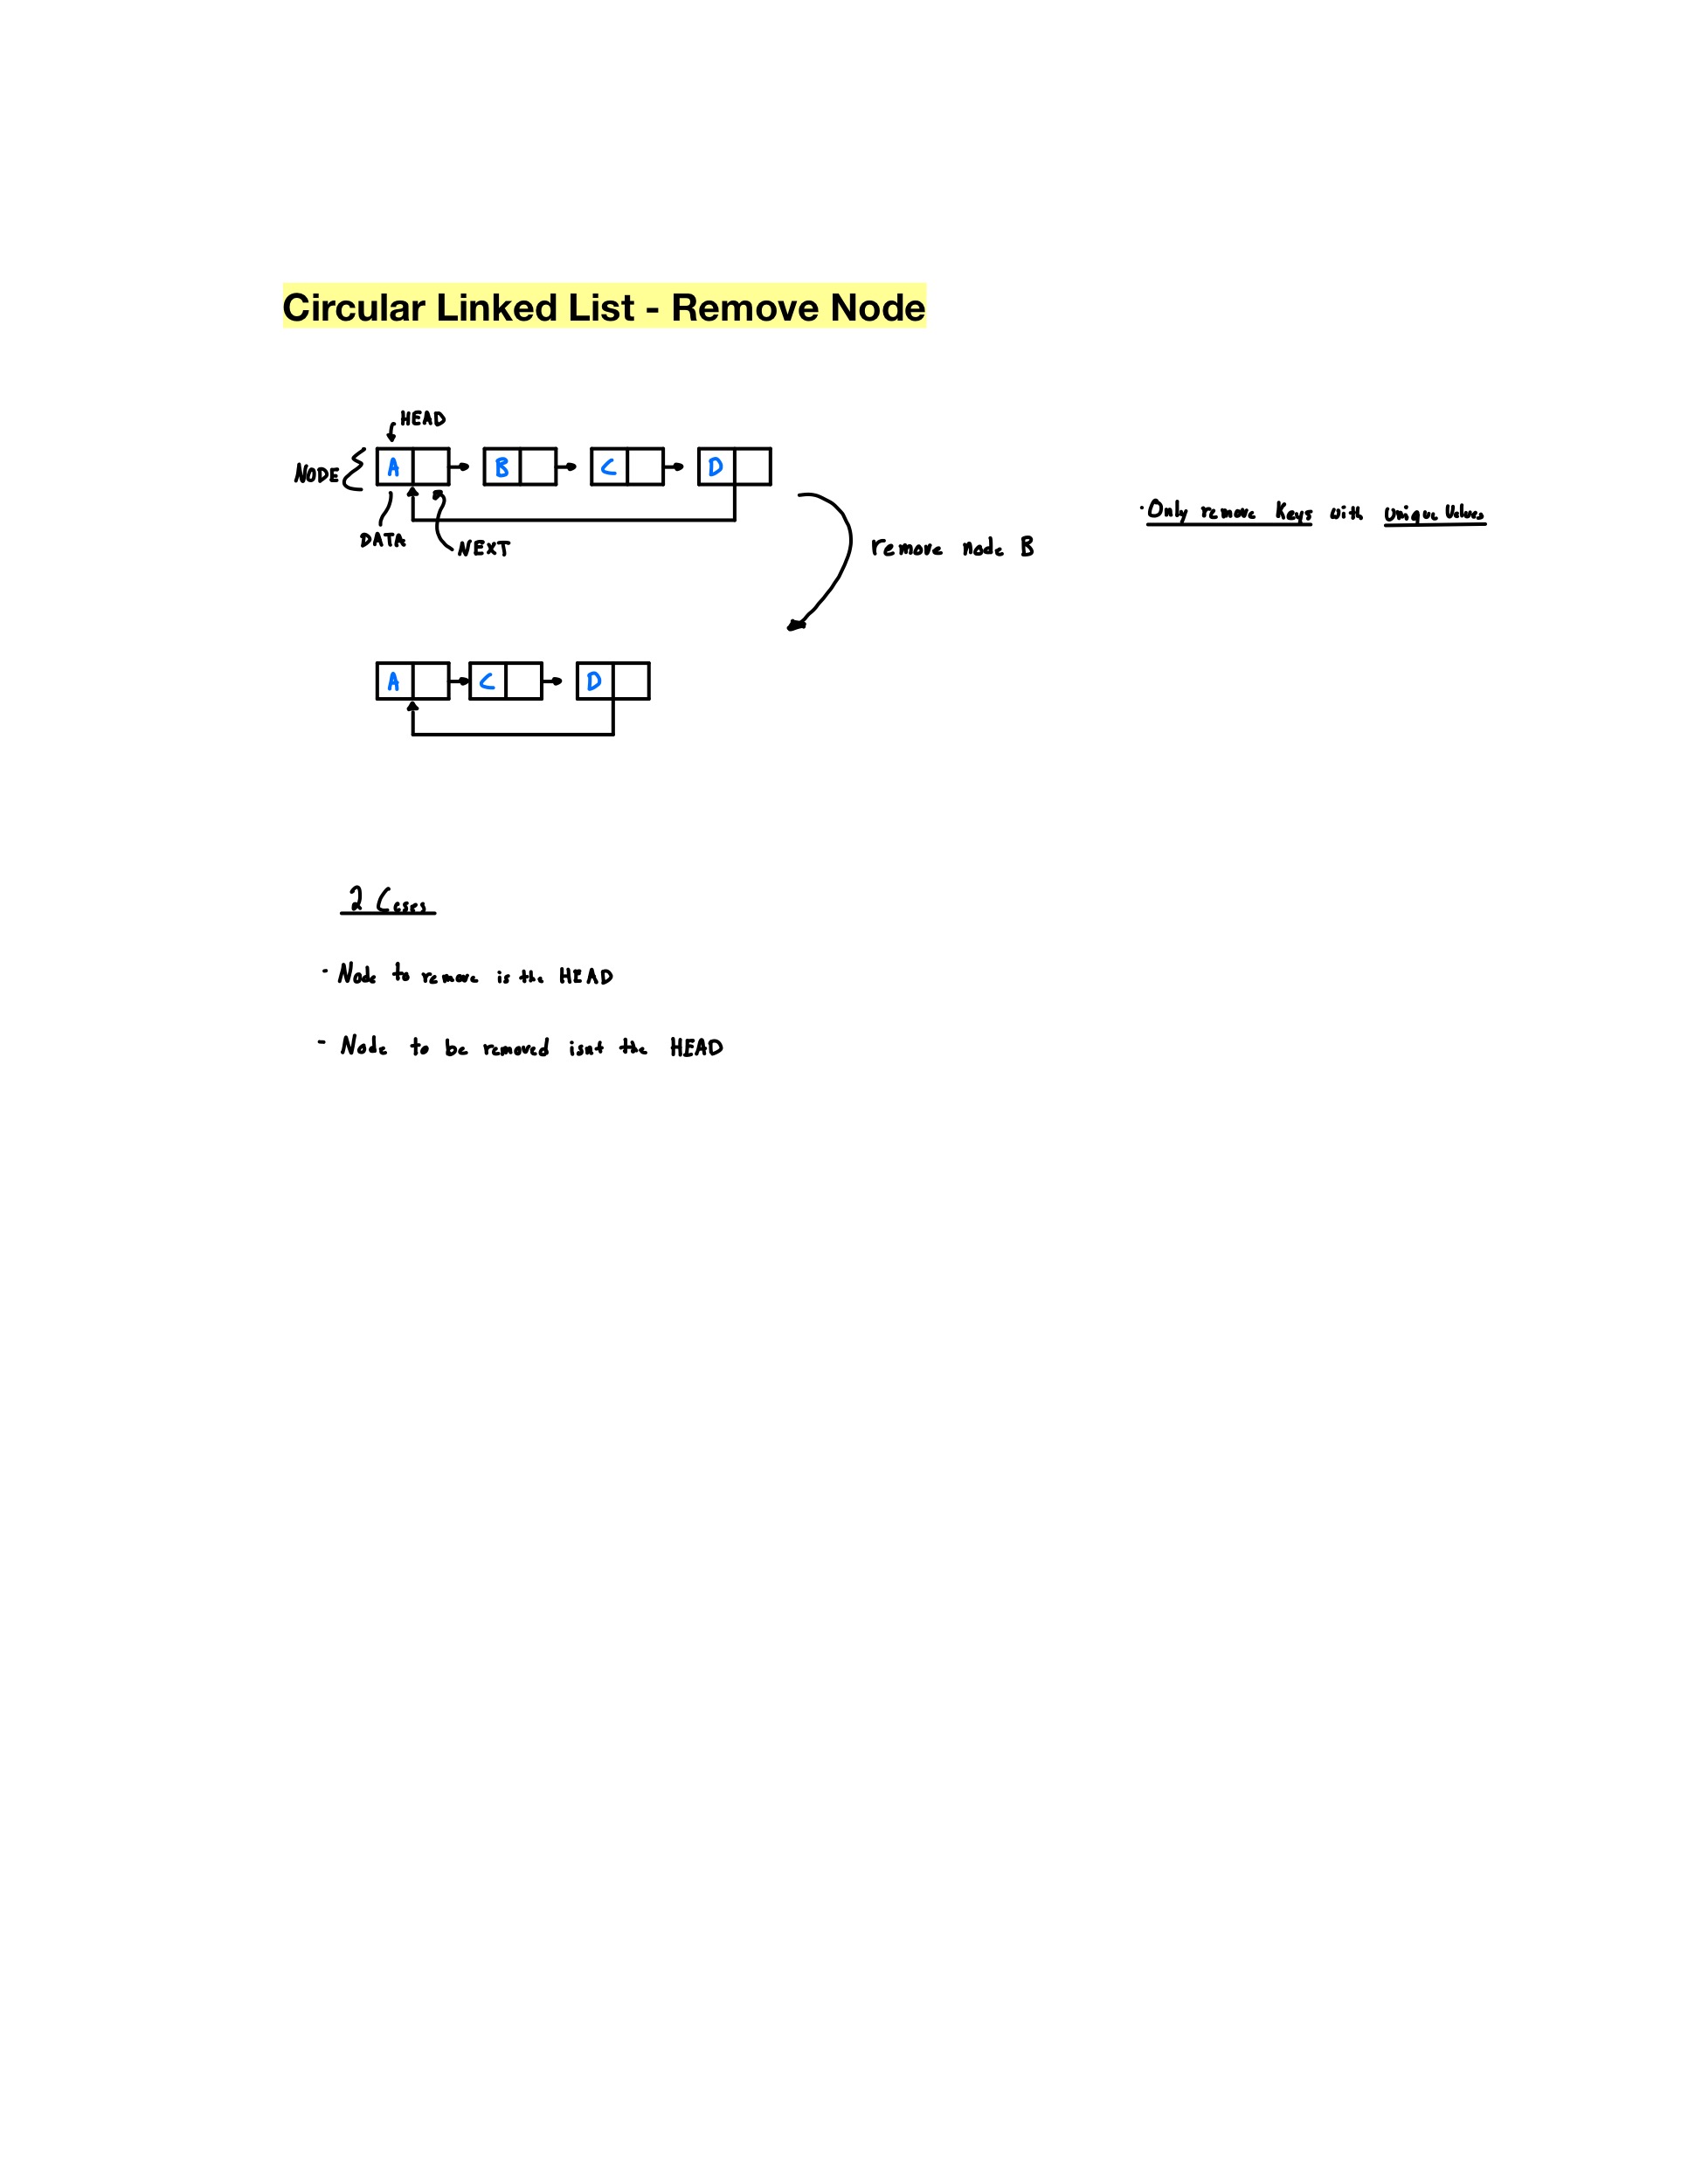 Circular Linked List - Remove Node
HEAD
NODE
A B C D
DATA
NEXT
remove node B
· Only remove Keys with Unique Values
A C D
2 Cases
- Node to remove is the HEAD
- Node to be removed isnt the HEAD